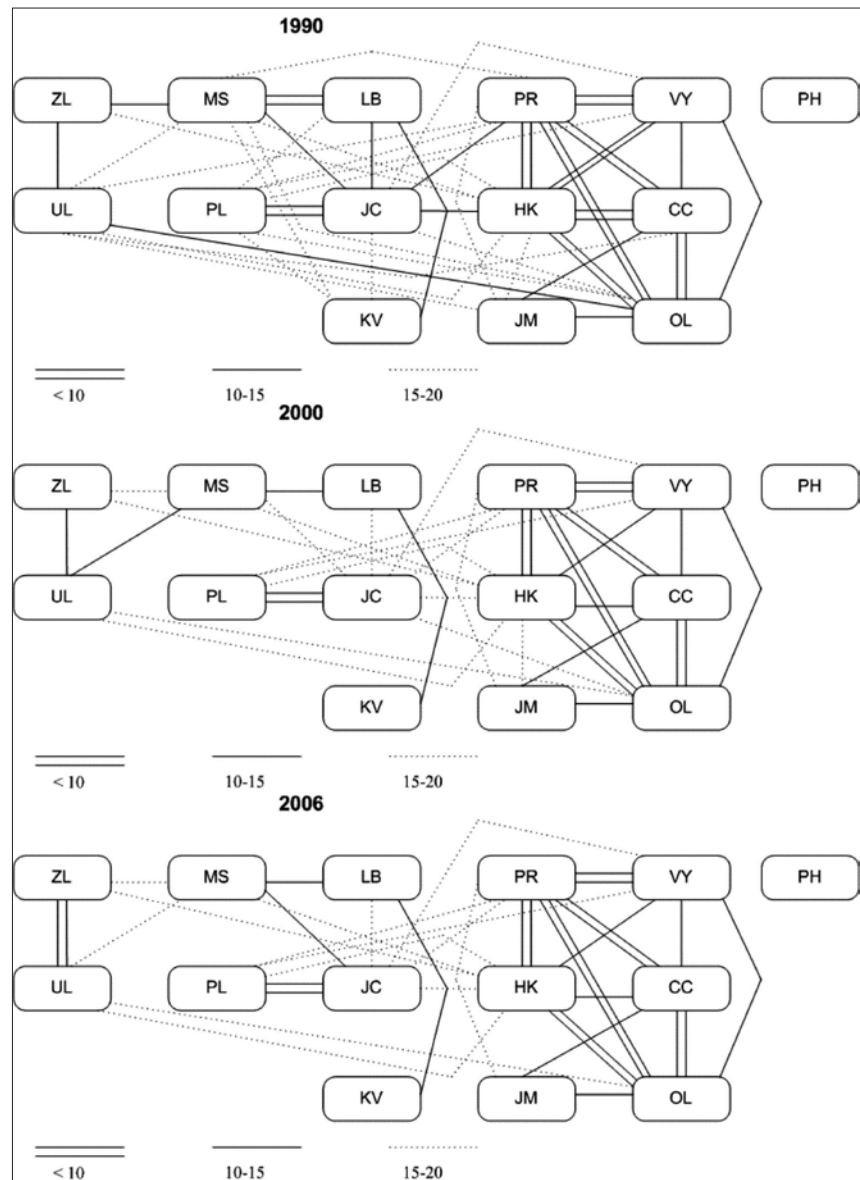 1990
ZL MS LB PR VY PH
UL PL JC HK CC
KV JM OL
< 10 10-15 15-20
2000
ZL MS LB PR VY PH
UL PL JC HK CC
KV JM OL
< 10 10-15 15-20
2006
ZL MS LB PR VY PH
UL PL JC HK CC
KV JM OL
< 10 10-15 15-20